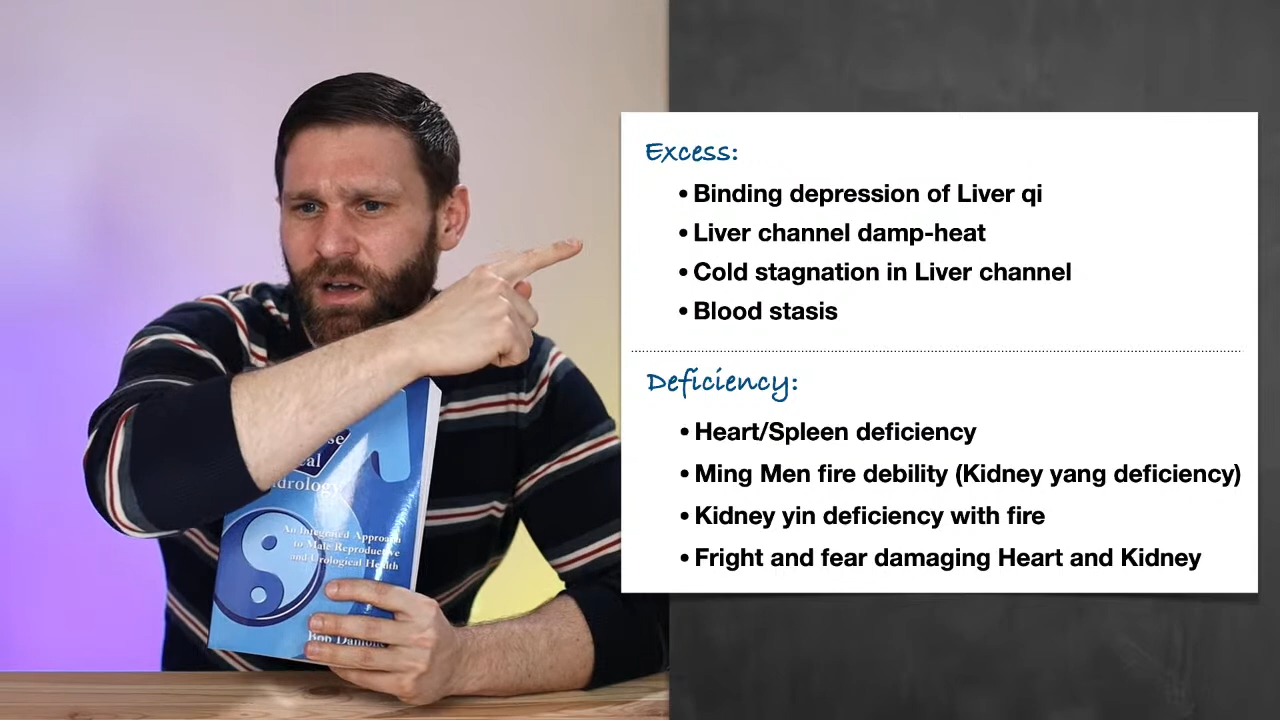 Excess:
• Binding depression of Liver qi
• Liver channel damp-heat
• Cold stagnation in Liver channel
• Blood stasis
Deficiency:
• Heart/Spleen deficiency
• Ming Men fire debility (Kidney yang deficiency)
• Kidney yin deficiency with fire
• Fright and fear damaging Heart and Kidney
An Integrated Approach
to Male Reproductive
and Urological Health
Bob